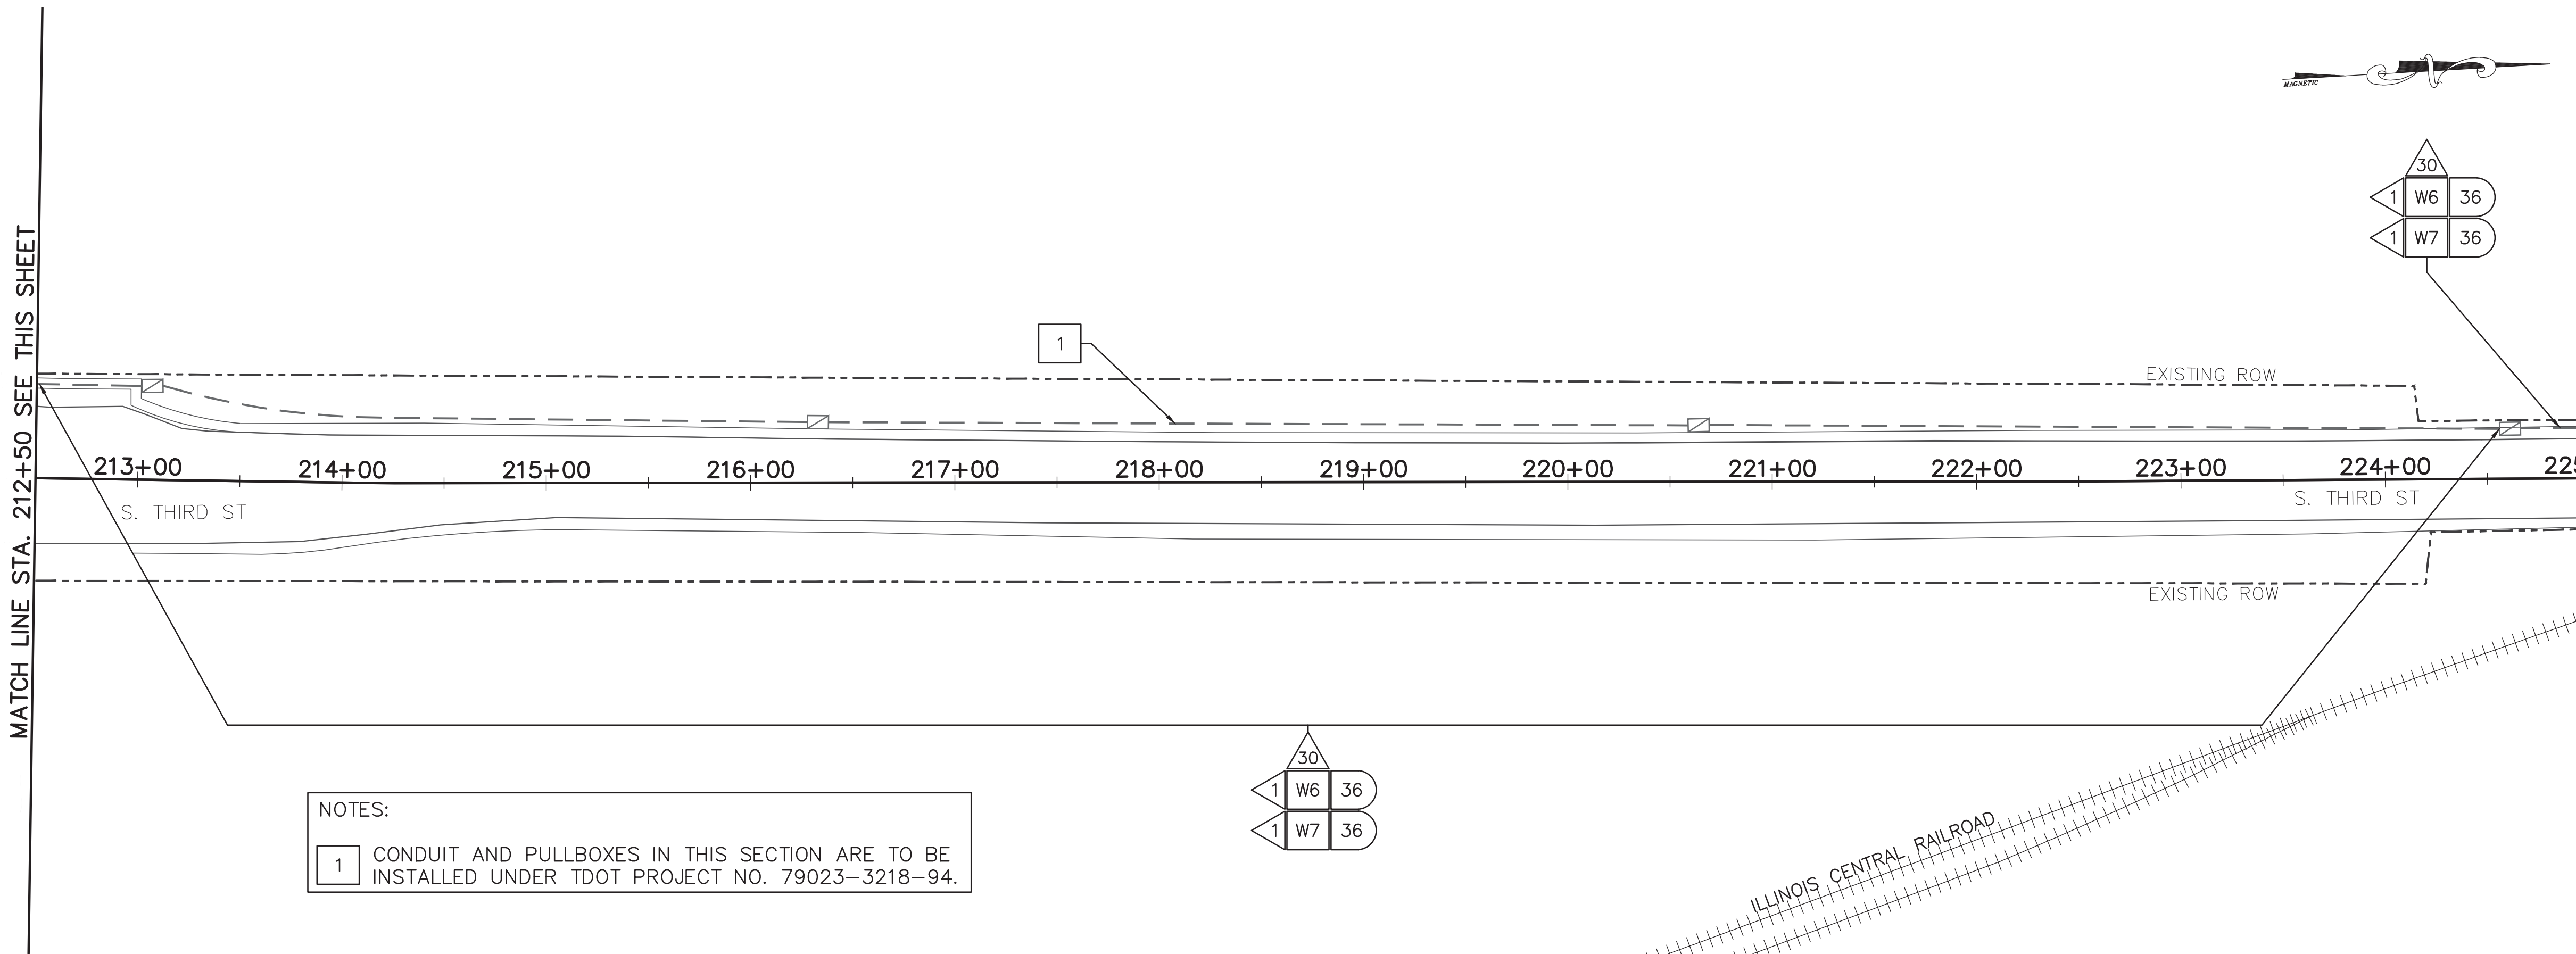 MAGNETIC
N
30
1 W6 36
1 W7 36
MATCH LINE STA. 212+50 SEE THIS SHEET
1
EXISTING ROW
213+00 214+00 215+00 216+00 217+00 218+00 219+00 220+00 221+00 222+00 223+00 224+00 225
S. THIRD ST
S. THIRD ST
EXISTING ROW
30
1 W6 36
1 W7 36
NOTES:
1 CONDUIT AND PULLBOXES IN THIS SECTION ARE TO BE
INSTALLED UNDER TDOT PROJECT NO. 79023-3218-94.
ILLINOIS CENTRAL RAILROAD